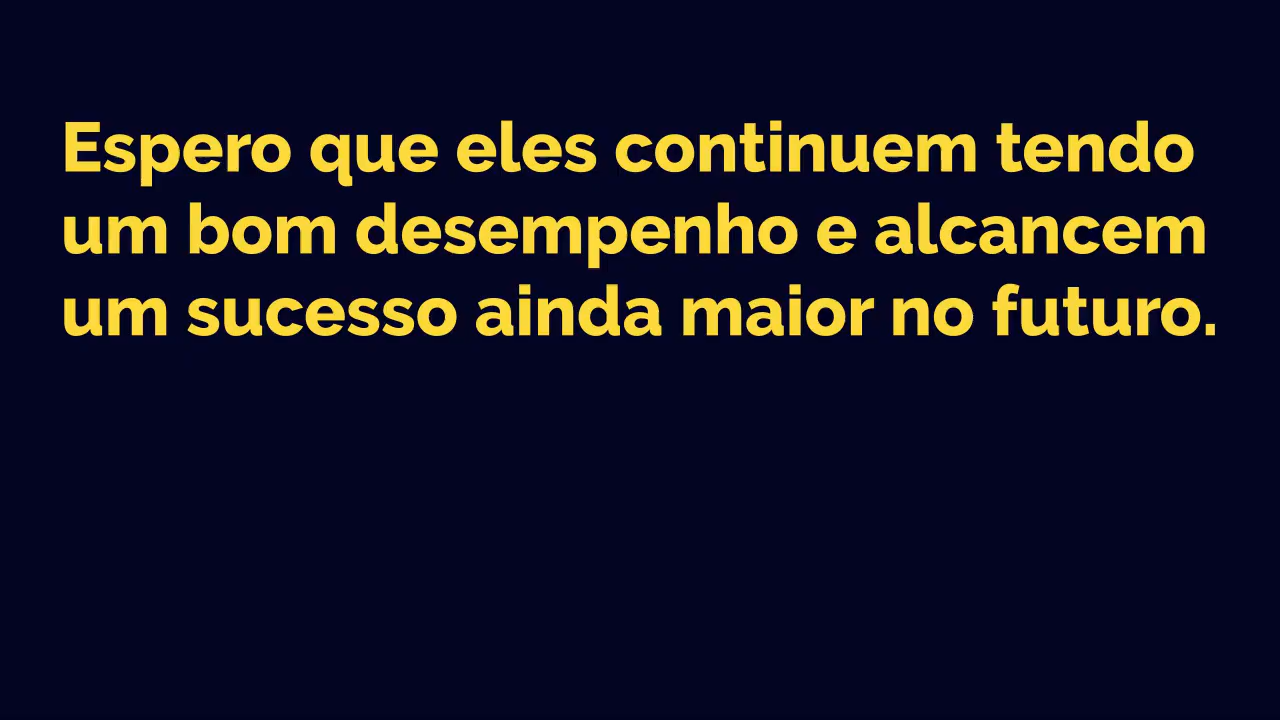 Espero que eles continuem tendo
um bom desempenho e alcancem
um sucesso ainda maior no futuro.